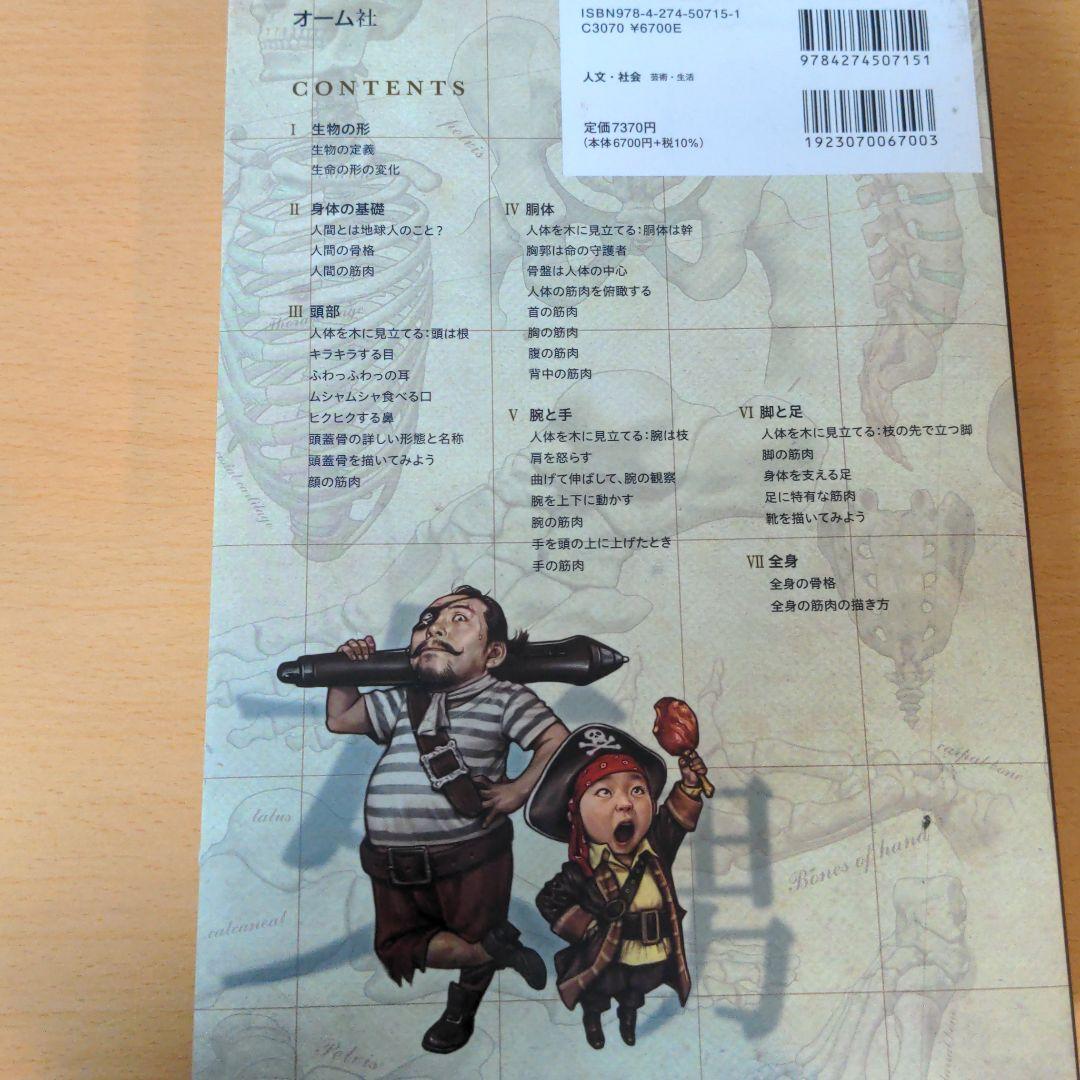 オーム社
ISBN978-4-274-50715-1
C3070 ¥6700E
9784274507151
人文・社会 芸術・生活
定価7370円
(本体6700円+税10%)
1923070067003
CONTENTS
I 生物の形
生物の定義
生命の形の変化
II 身体の基礎
人間とは地球人のこと?
人間の骨格
人間の筋肉
III 頭部
人体を木に見立てる:頭は根
キラキラする目
ふわっふわっの耳
ムシャムシャ食べる口
ヒクヒクする鼻
頭蓋骨の詳しい形態と名称
頭蓋骨を描いてみよう
顔の筋肉
IV 胴体
人体を木に見立てる:胴体は幹
胸郭は命の守護者
骨盤は人体の中心
人体の筋肉を俯瞰する
首の筋肉
胸の筋肉
腹の筋肉
背中の筋肉
V 腕と手
人体を木に見立てる:腕は枝
肩を怒らす
曲げて伸ばして、腕の観察
腕を上下に動かす
腕の筋肉
手を頭の上に上げたとき
手の筋肉
VI 脚と足
人体を木に見立てる:枝の先で立つ脚
脚の筋肉
身体を支える足
足に特有な筋肉
靴を描いてみよう
VII 全身
全身の骨格
全身の筋肉の描き方
pelvis
carpal bone
talus
Bones of hand
calcaneal
Pelvis